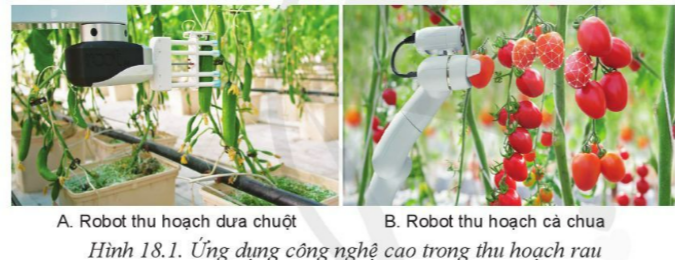 A. Robot thu hoạch dưa chuột
B. Robot thu hoạch cà chua
Hình 18.1. Ứng dụng công nghệ cao trong thu hoạch rau